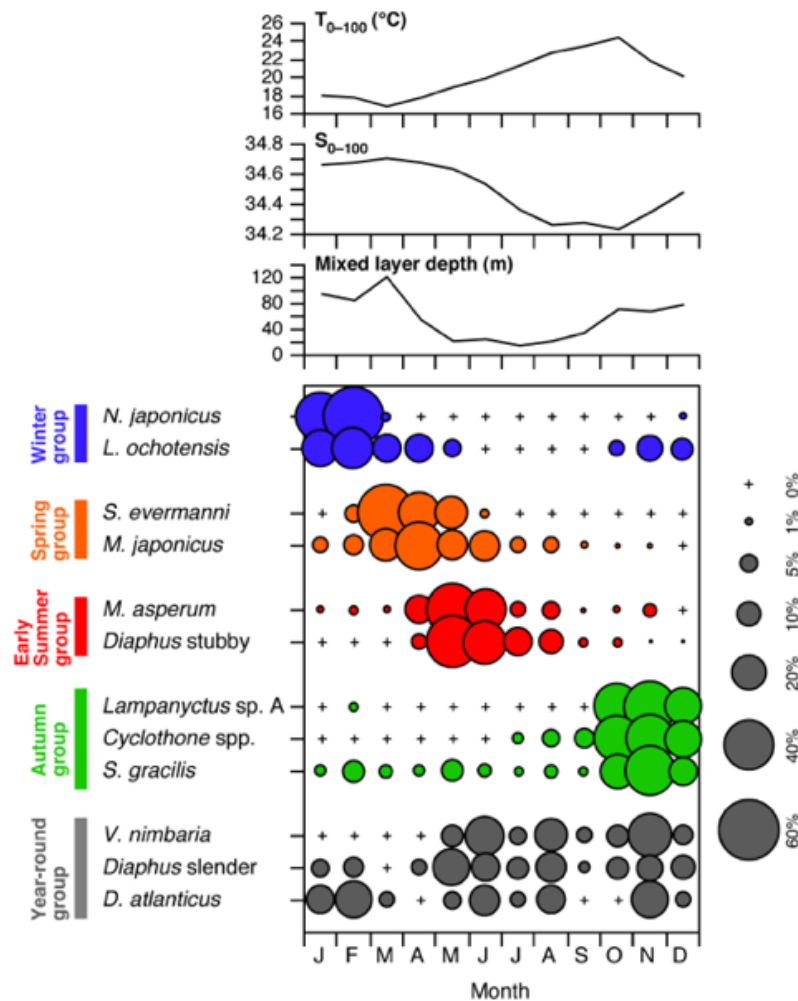 T0–100 (°C)
26
24
22
20
18
16
S0–100
34.8
34.6
34.4
34.2
Mixed layer depth (m)
120
80
40
0
Winter
group
N. japonicus
L. ochotensis
Spring
group
S. evermanni
M. japonicus
Early
Summer
group
M. asperum
Diaphus stubby
Autumn
group
Lampanyctus sp. A
Cyclothone spp.
S. gracilis
Year-round
group
V. nimbaria
Diaphus slender
D. atlanticus
0%
1%
5%
10%
20%
40%
60%
J F M A M J J A S O N D
Month